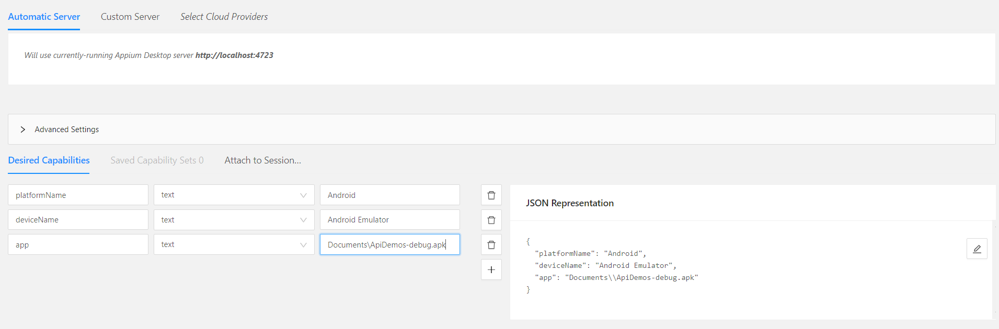 Automatic Server Custom Server Select Cloud Providers
Will use currently-running Appium Desktop server http://localhost:4723
Advanced Settings
Desired Capabilities Saved Capability Sets 0 Attach to Session...
platformName text Android
deviceName text Android Emulator
app text Documents\ApiDemos-debug.apk
JSON Representation
{
"platformName": "Android",
"deviceName": "Android Emulator",
"app": "Documents\\ApiDemos-debug.apk"
}